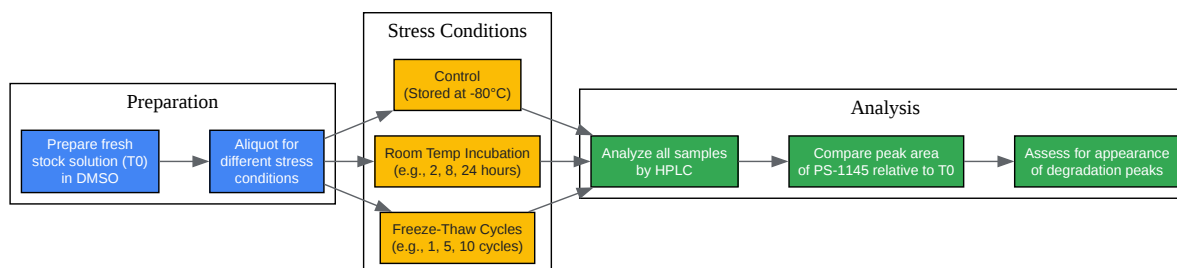 Preparation
Prepare fresh
stock solution (T0)
in DMSO
Aliquot for
different stress
conditions
Stress Conditions
Control
(Stored at -80°C)
Room Temp Incubation
(e.g., 2, 8, 24 hours)
Freeze-Thaw Cycles
(e.g., 1, 5, 10 cycles)
Analysis
Analyze all samples
by HPLC
Compare peak area
of PS-1145 relative to T0
Assess for appearance
of degradation peaks